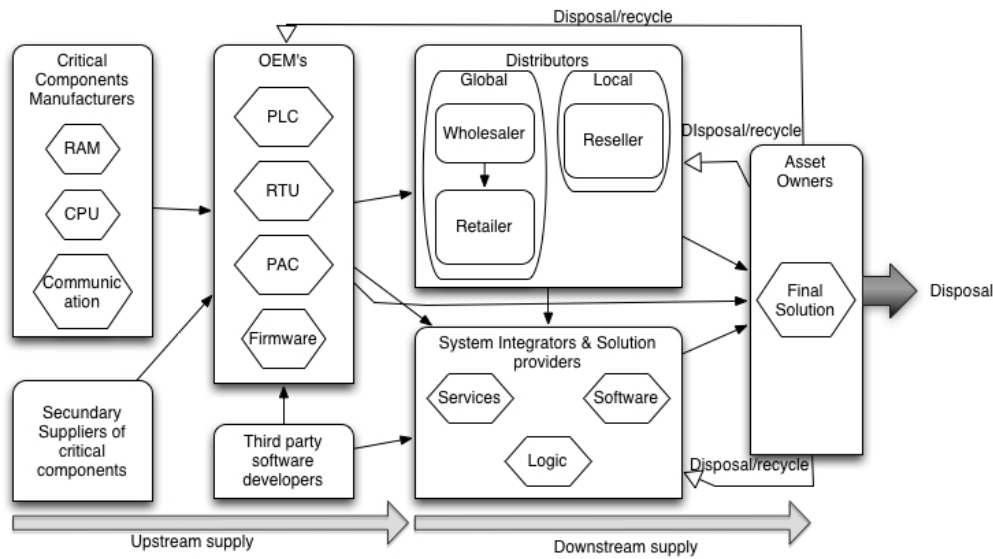 Disposal/recycle
Critical
Components
Manufacturers
RAM
CPU
Communic
ation
OEM's
PLC
RTU
PAC
Firmware
Distributors
Global
Wholesaler
Retailer
Local
Reseller
DIsposal/recycle
Asset
Owners
Final
Solution
Disposal
System Integrators & Solution
providers
Services
Software
Logic
Disposal/recycle
Secundary
Suppliers of
critical
components
Third party
software
developers
Upstream supply
Downstream supply